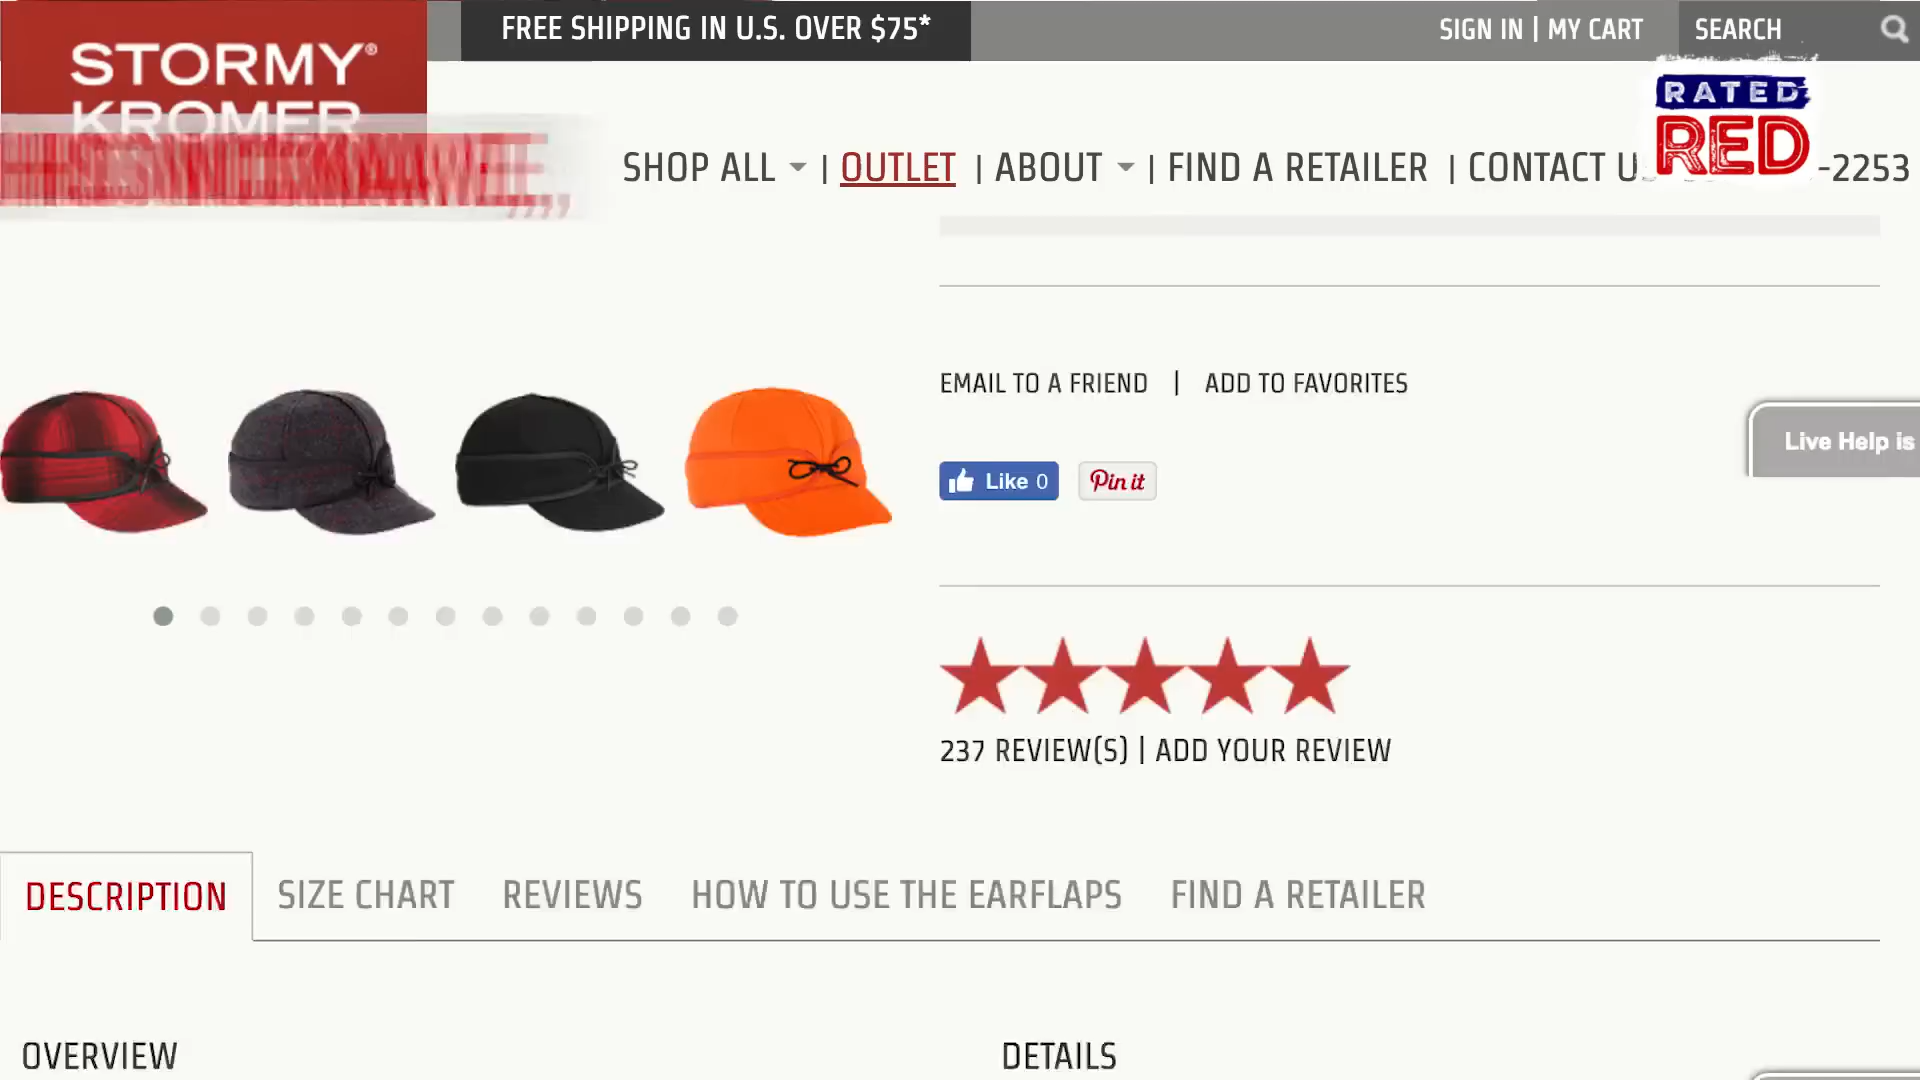 FREE SHIPPING IN U.S. OVER $75*
SIGN IN | MY CART
SEARCH
STORMY®
KROMER
RATED
RED
SHOP ALL | OUTLET | ABOUT | FIND A RETAILER | CONTACT U
-2253
EMAIL TO A FRIEND | ADD TO FAVORITES
Live Help is
Like 0
Pin it
237 REVIEW(S) | ADD YOUR REVIEW
DESCRIPTION
SIZE CHART
REVIEWS
HOW TO USE THE EARFLAPS
FIND A RETAILER
OVERVIEW
DETAILS